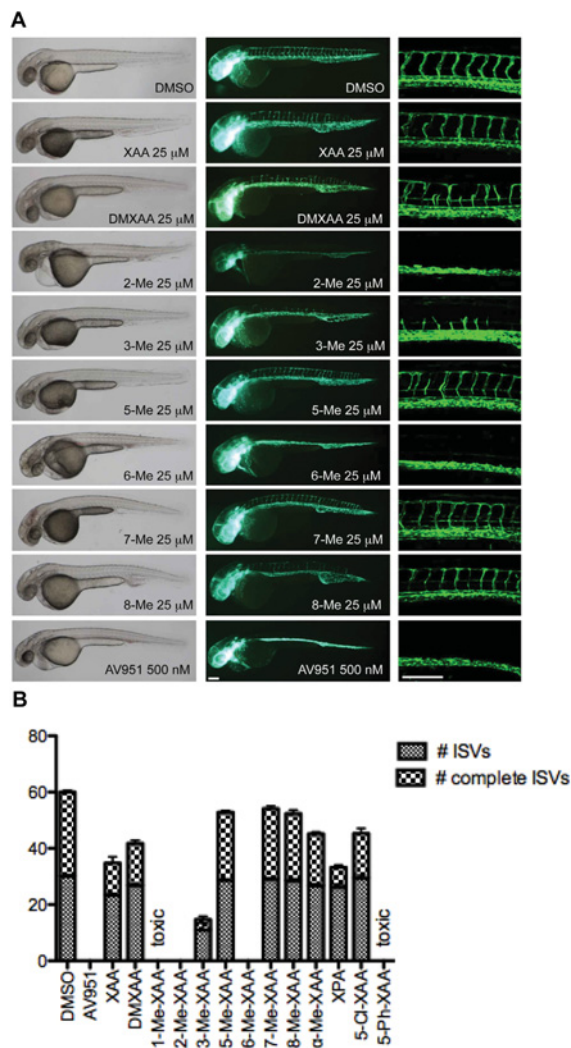 A
DMSO
DMSO
XAA 25 µM
XAA 25 µM
DMXAA 25 µM
DMXAA 25 µM
2-Me 25 µM
2-Me 25 µM
3-Me 25 µM
3-Me 25 µM
5-Me 25 µM
5-Me 25 µM
6-Me 25 µM
6-Me 25 µM
7-Me 25 µM
7-Me 25 µM
8-Me 25 µM
8-Me 25 µM
AV951 500 nM
AV951 500 nM
B
80
60
40
20
0
# ISVs
# complete ISVs
toxic
toxic
DMSO
AV951
XAA
DMXAA
1-Me-XAA
2-Me-XAA
3-Me-XAA
5-Me-XAA
6-Me-XAA
7-Me-XAA
8-Me-XAA
α-Me-XAA
XPA
5-Cl-XAA
5-Ph-XAA